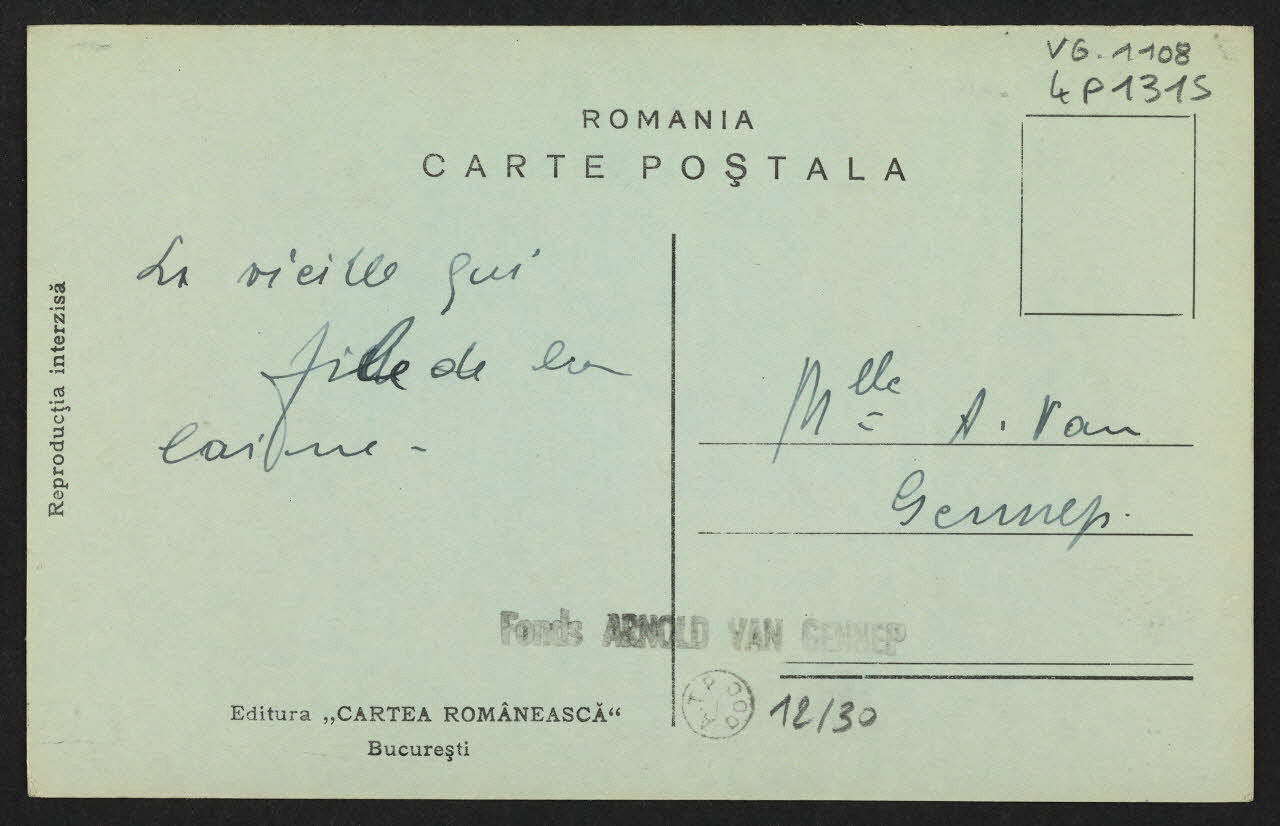 VG. 1108
4P1315
ROMANIA
CARTE POŞTALA
La vieille qui
file de la
laine -
Mlle A. Van
Gennep.
Reproducţia interzisă
Fonds ARNOLD VAN GENNEP
Editura „CARTEA ROMÂNEASCĂ“
Bucureşti
A.T.P. DOC
12/30